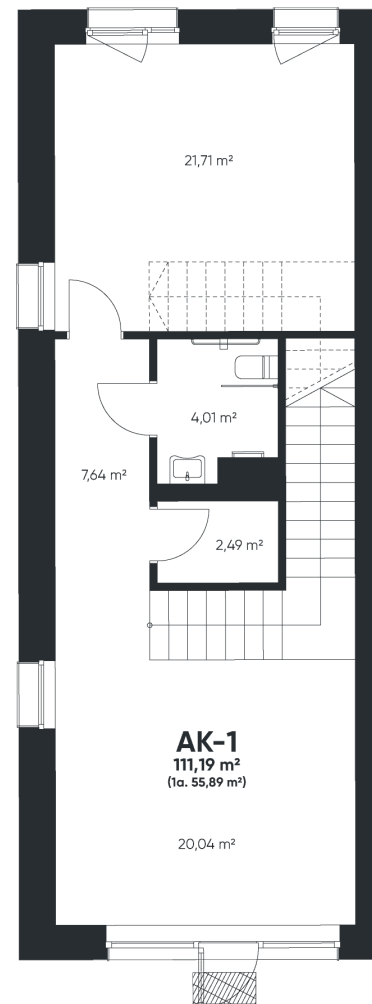 21,71 m²
4,01 m²
7,64 m²
2,49 m²
AK-1
111,19 m²
(1a. 55,89 m²)
20,04 m²